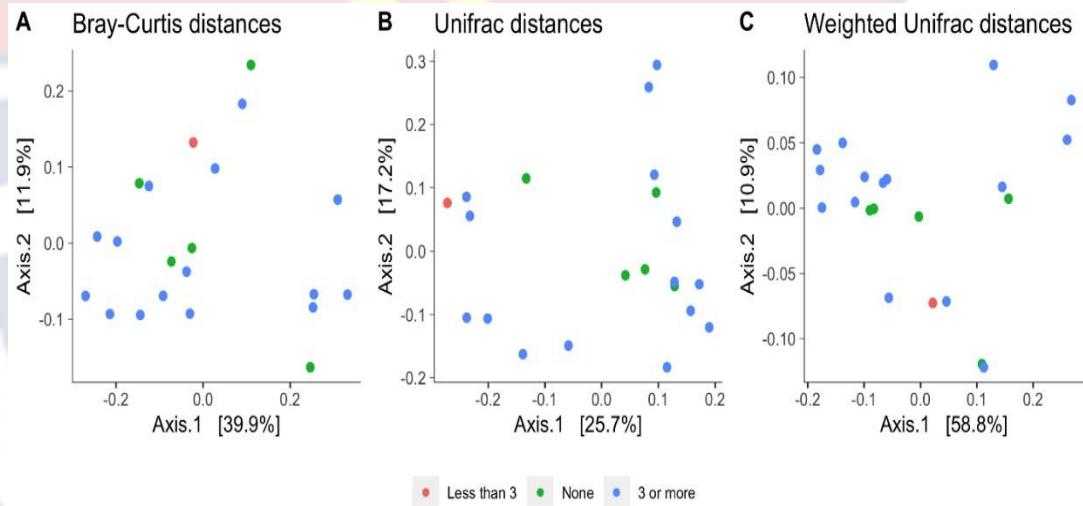 A Bray-Curtis distances
0.2
0.1
0.0
-0.1
Axis.2 [11.9%]
-0.2 0.0 0.2
Axis.1 [39.9%]
B Unifrac distances
0.3
0.2
0.1
0.0
-0.1
-0.2
Axis.2 [17.2%]
-0.2 -0.1 0.0 0.1 0.2
Axis.1 [25.7%]
C Weighted Unifrac distances
0.10
0.05
0.00
-0.05
-0.10
Axis.2 [10.9%]
-0.2 -0.1 0.0 0.1 0.2
Axis.1 [58.8%]
Less than 3 None 3 or more